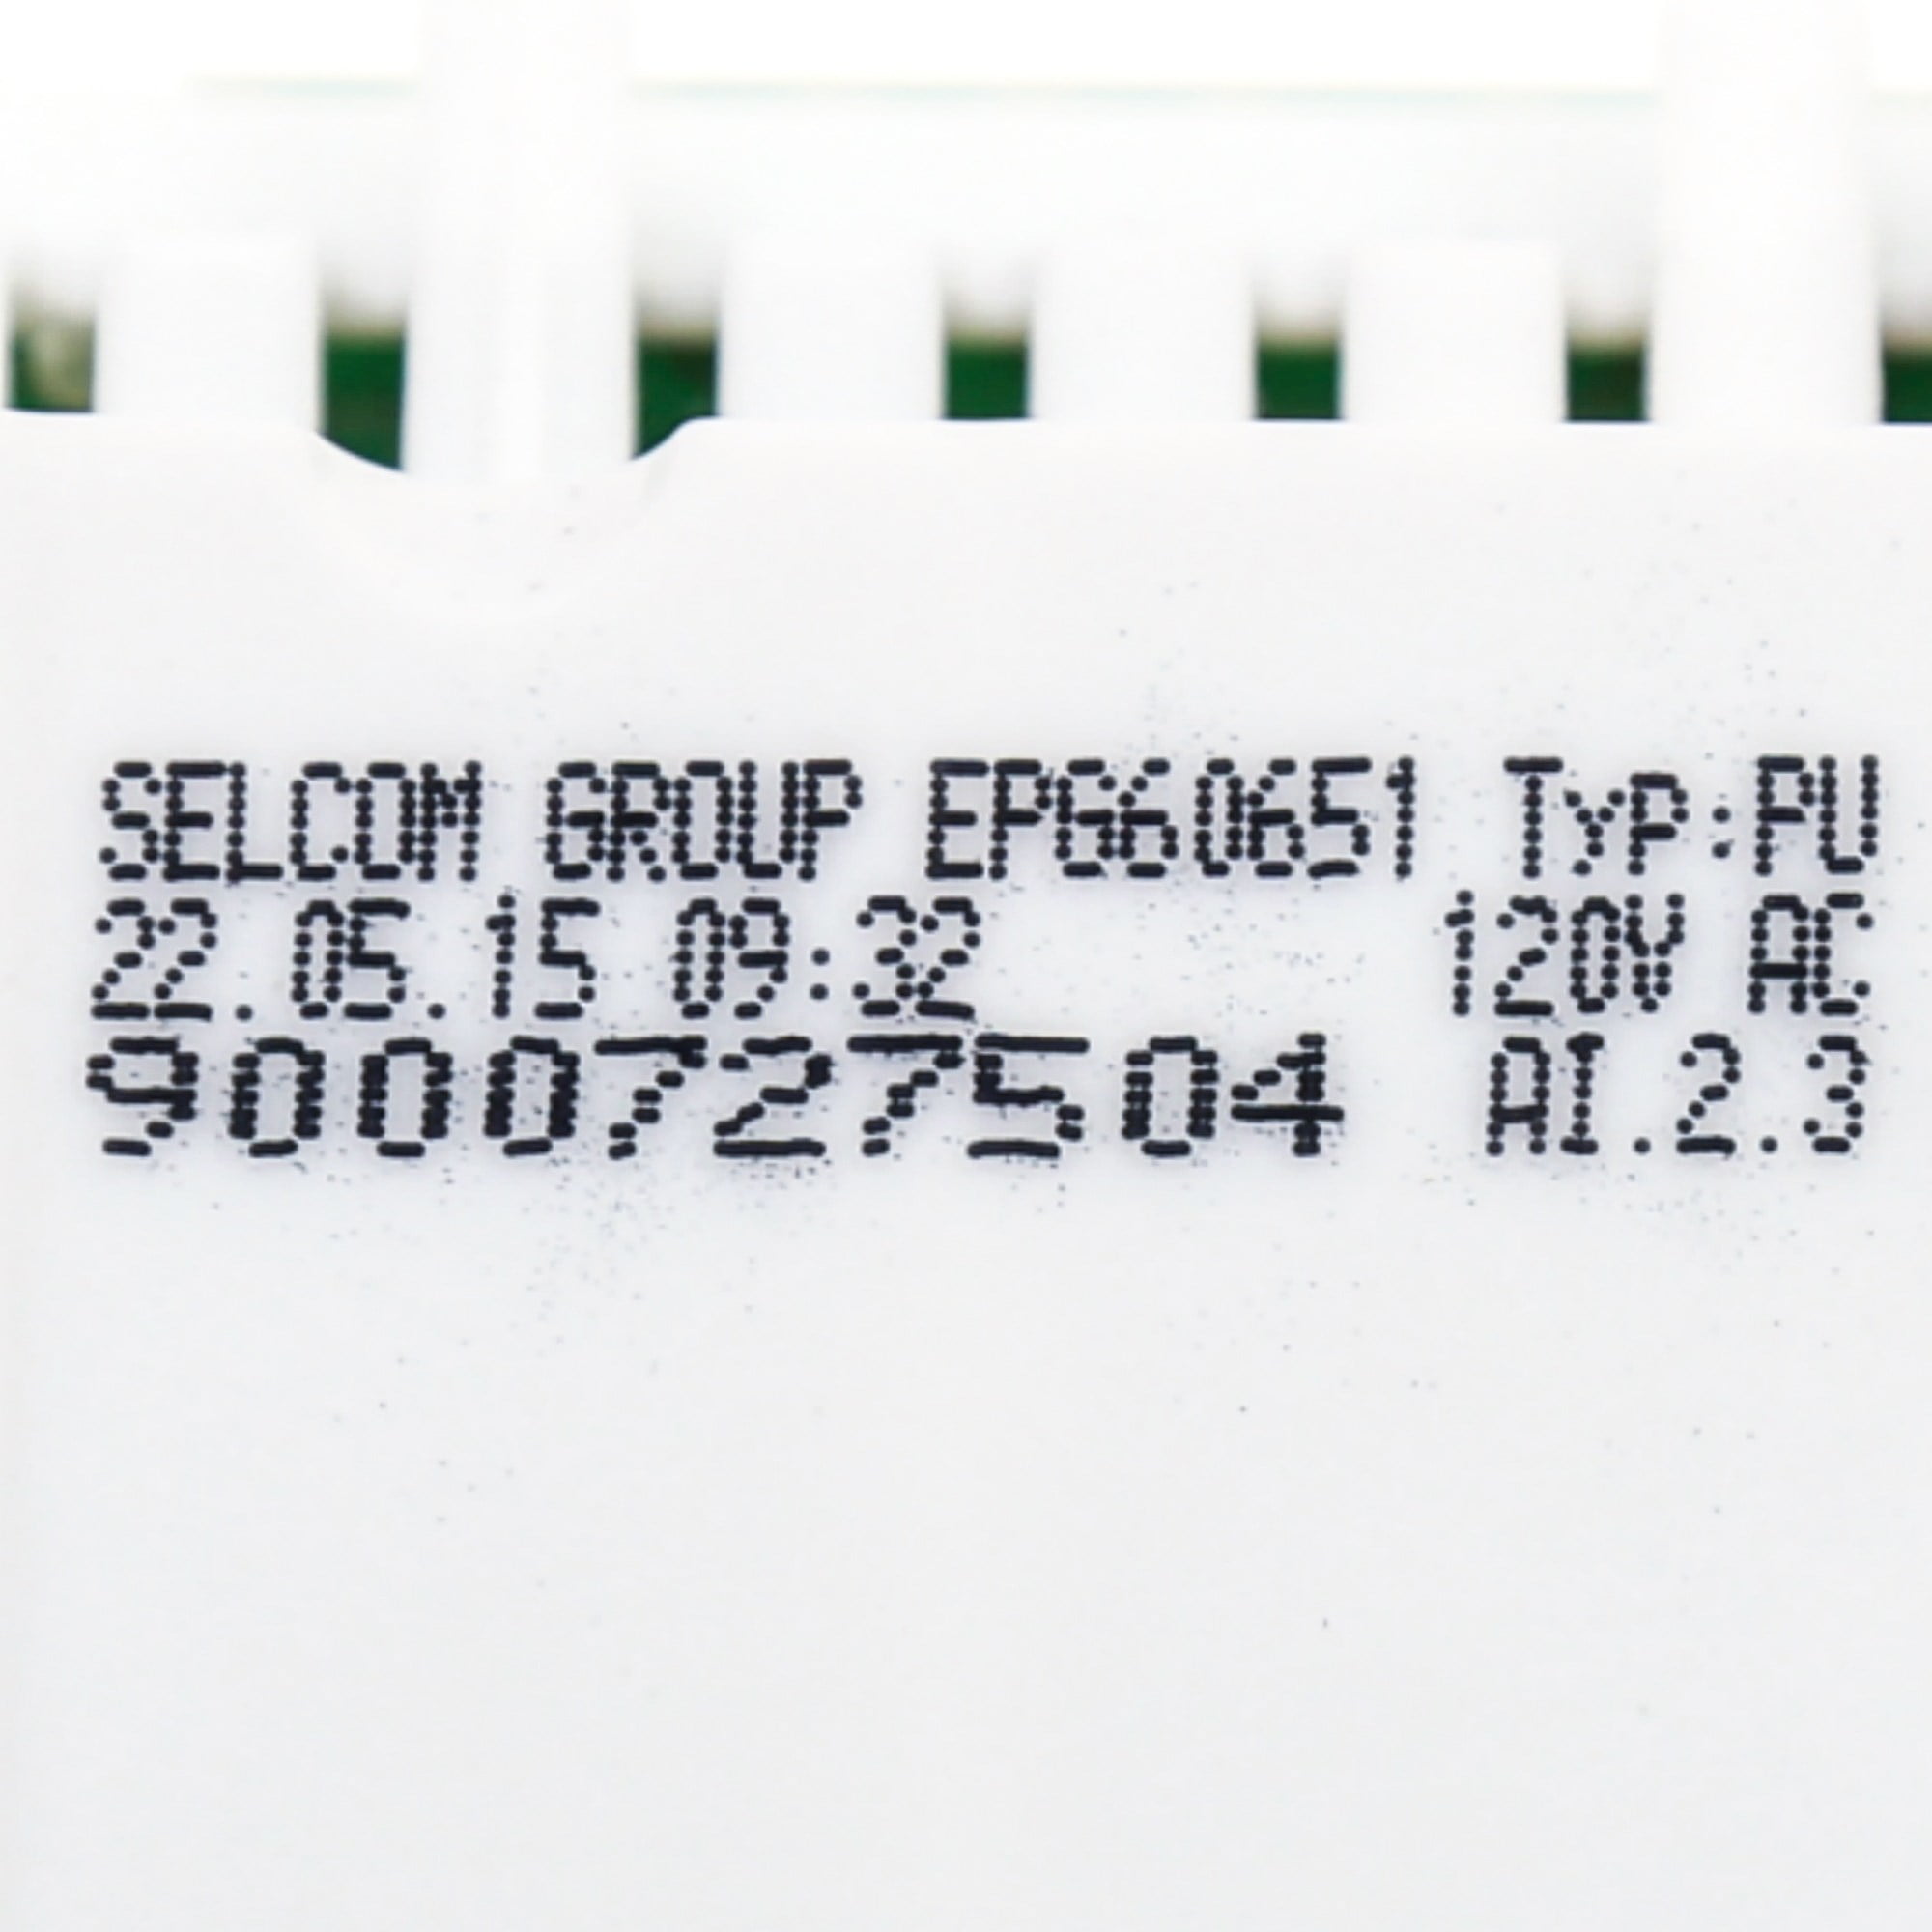 SELCOM GROUP EPG60651 Typ:PU
22.05.15 09:32 120V AC
9000727504 AI.2.3